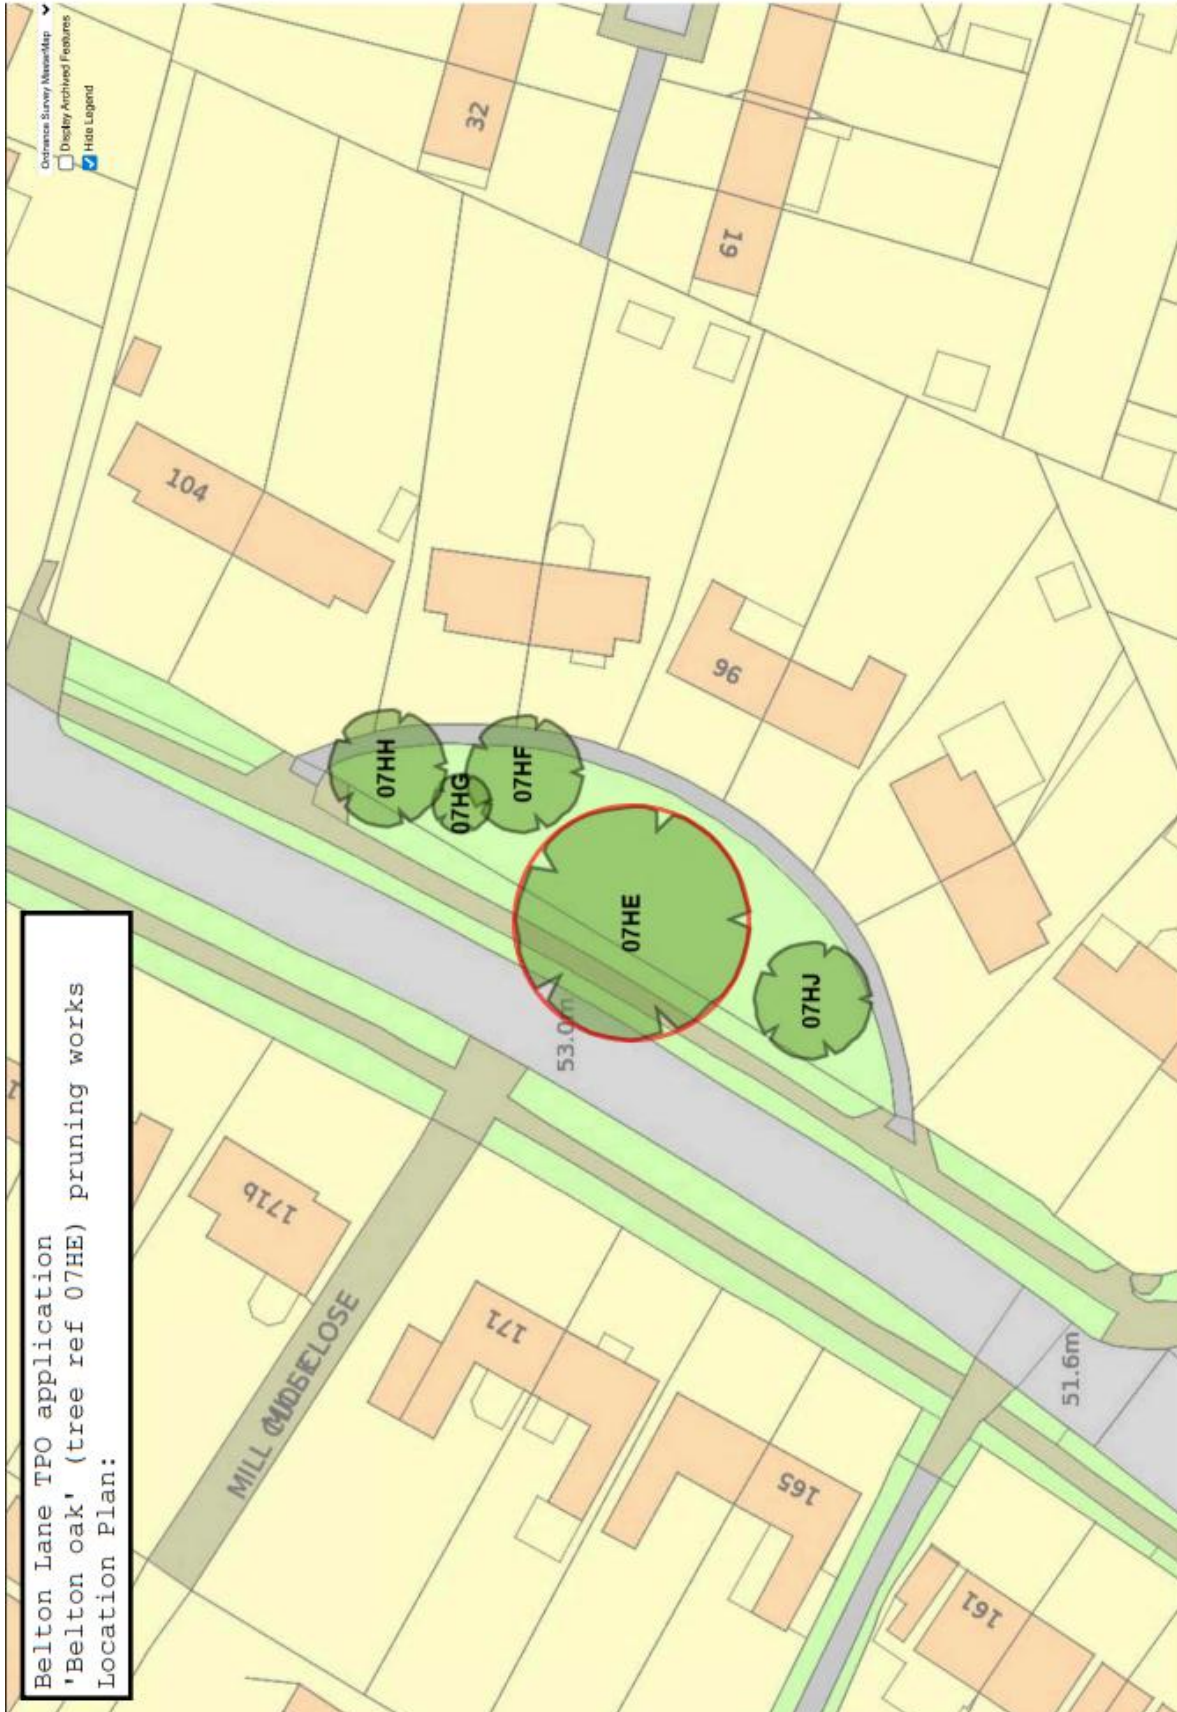 Belton Lane TPO application
'Belton oak' (tree ref 07HE) pruning works
Location Plan:
Ordnance Survey MasterMap
Display Archived Features
Hide Legend
32
19
104
96
07HH
07HG
07HF
07HE
07HJ
53.0m
171b
MILL CLOSE
171
165
161
51.6m